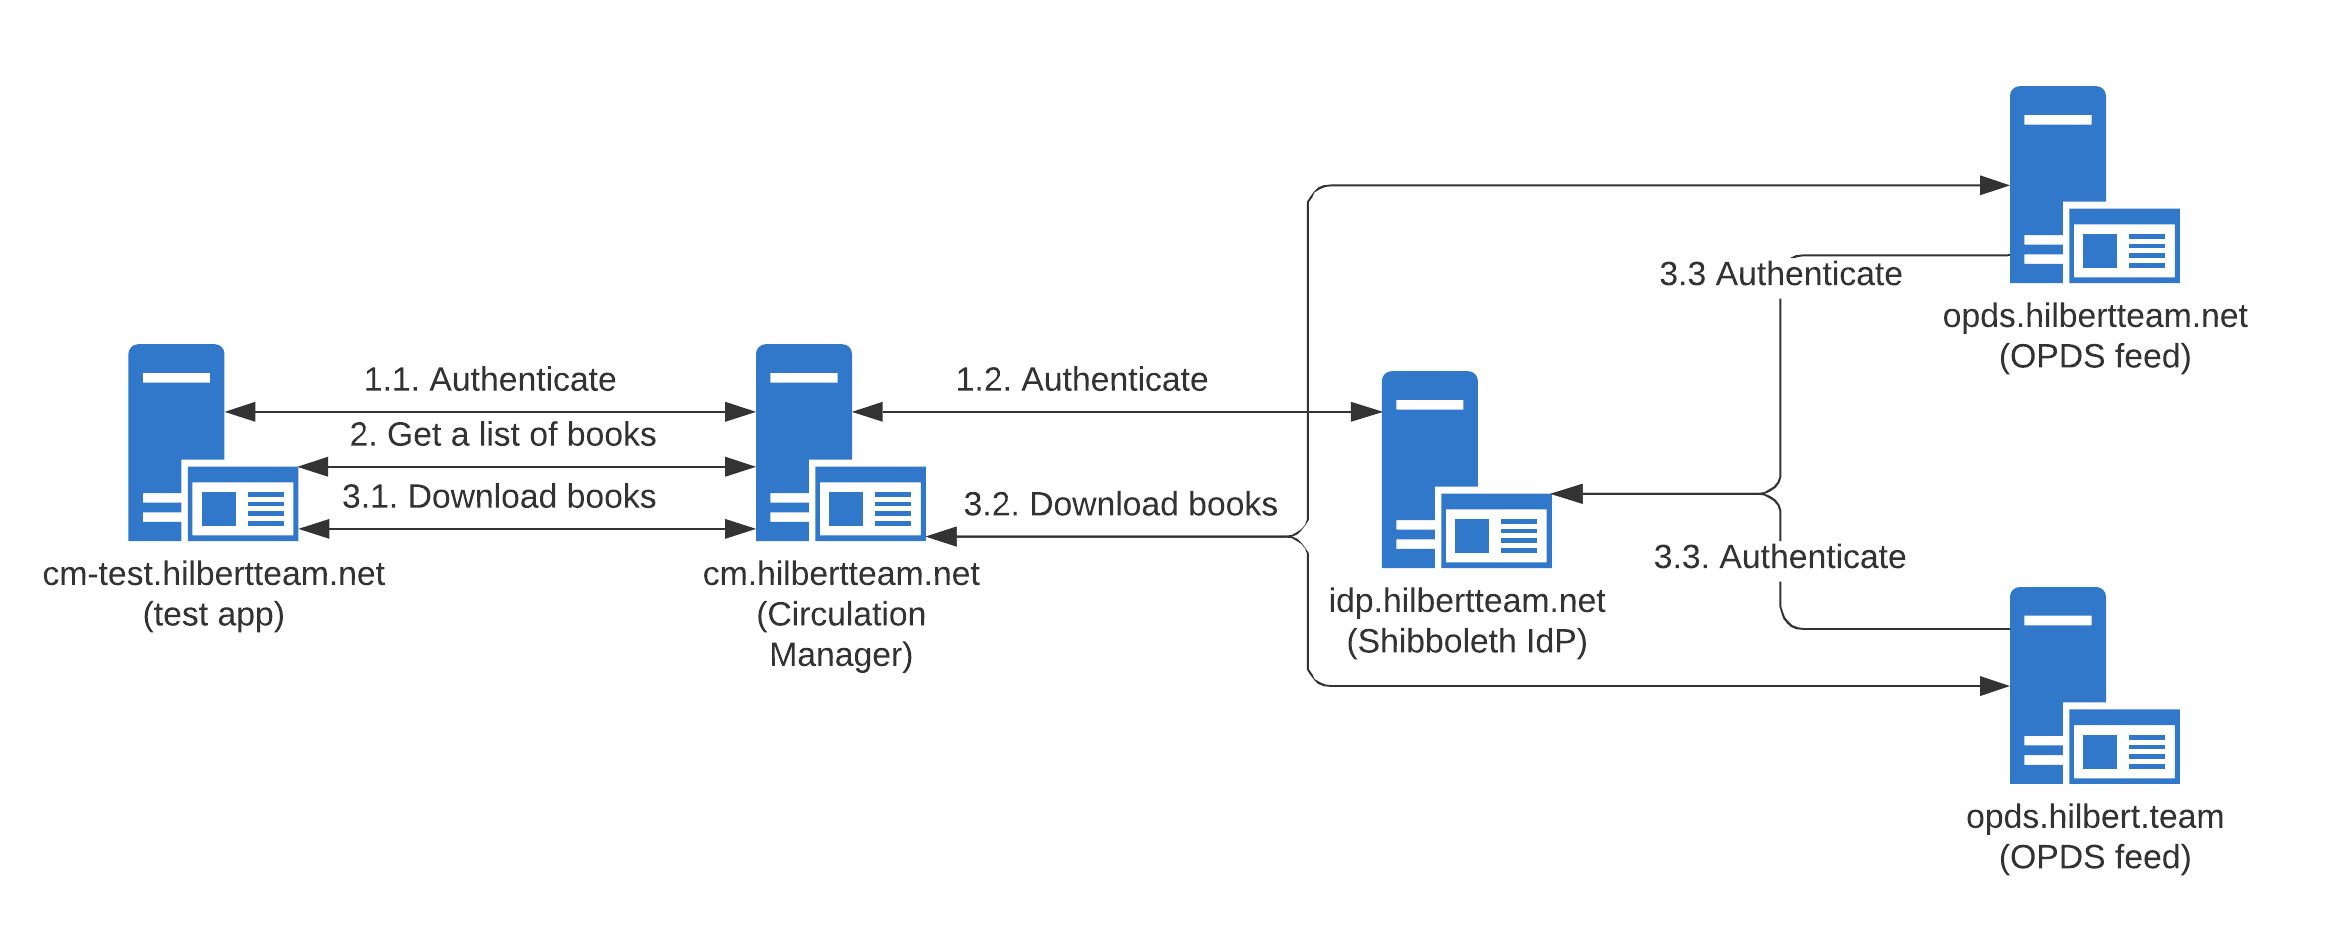 1.1. Authenticate
2. Get a list of books
3.1. Download books
cm-test.hilbertteam.net
(test app)
1.2. Authenticate
3.2. Download books
cm.hilbertteam.net
(Circulation
Manager)
idp.hilbertteam.net
(Shibboleth IdP)
3.3 Authenticate
3.3. Authenticate
opds.hilbertteam.net
(OPDS feed)
opds.hilbert.team
(OPDS feed)